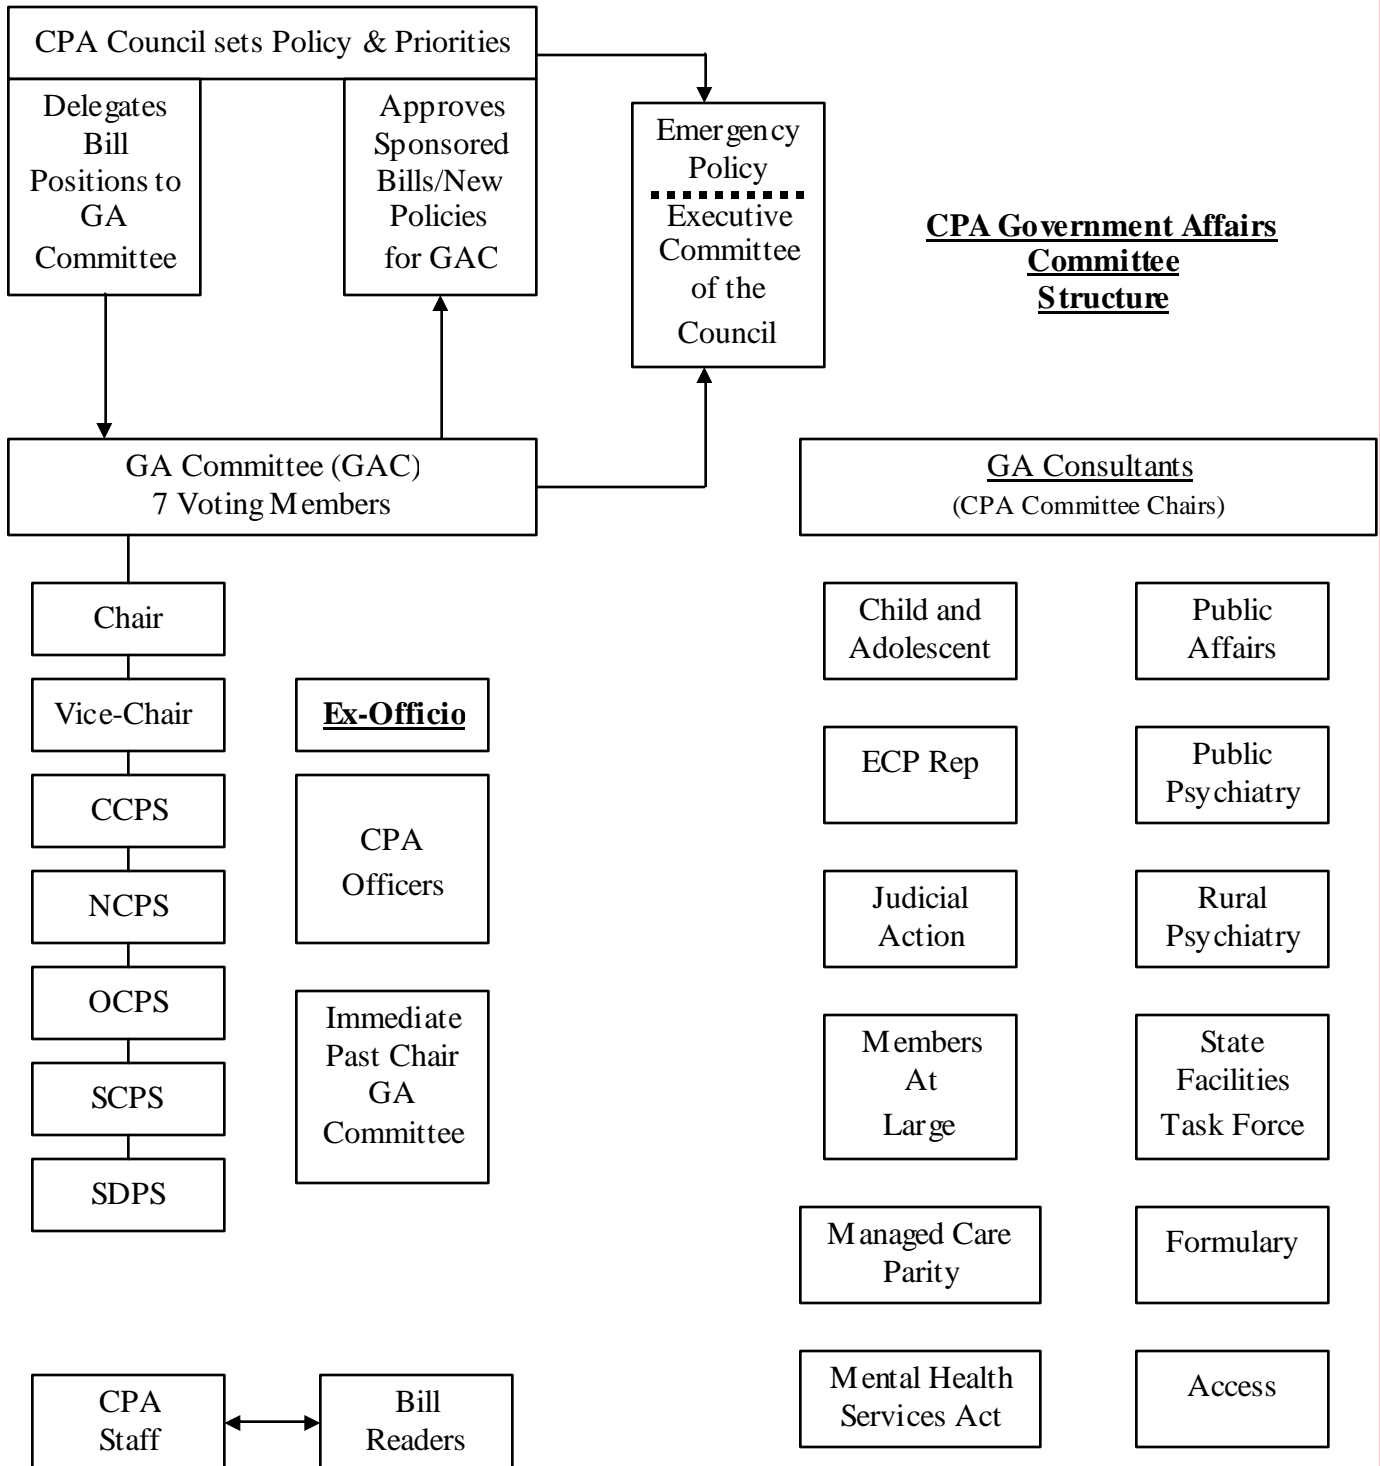 CPA Council sets Policy & Priorities
Delegates
Bill
Positions to
GA
Committee
Approves
Sponsored
Bills/New
Policies
for GAC
Emergency
Policy
Executive
Committee
of the
Council
CPA Government Affairs
Committee
Structure
GA Committee (GAC)
7 Voting Members
GA Consultants
(CPA Committee Chairs)
Chair
Vice-Chair
CCPS
NCPS
OCPS
SCPS
SDPS
Ex-Officio
CPA
Officers
Immediate
Past Chair
GA
Committee
Child and
Adolescent
Public
Affairs
ECP Rep
Public
Psychiatry
Judicial
Action
Rural
Psychiatry
Members
At
Large
State
Facilities
Task Force
Managed Care
Parity
Formulary
Mental Health
Services Act
Access
CPA
Staff
Bill
Readers